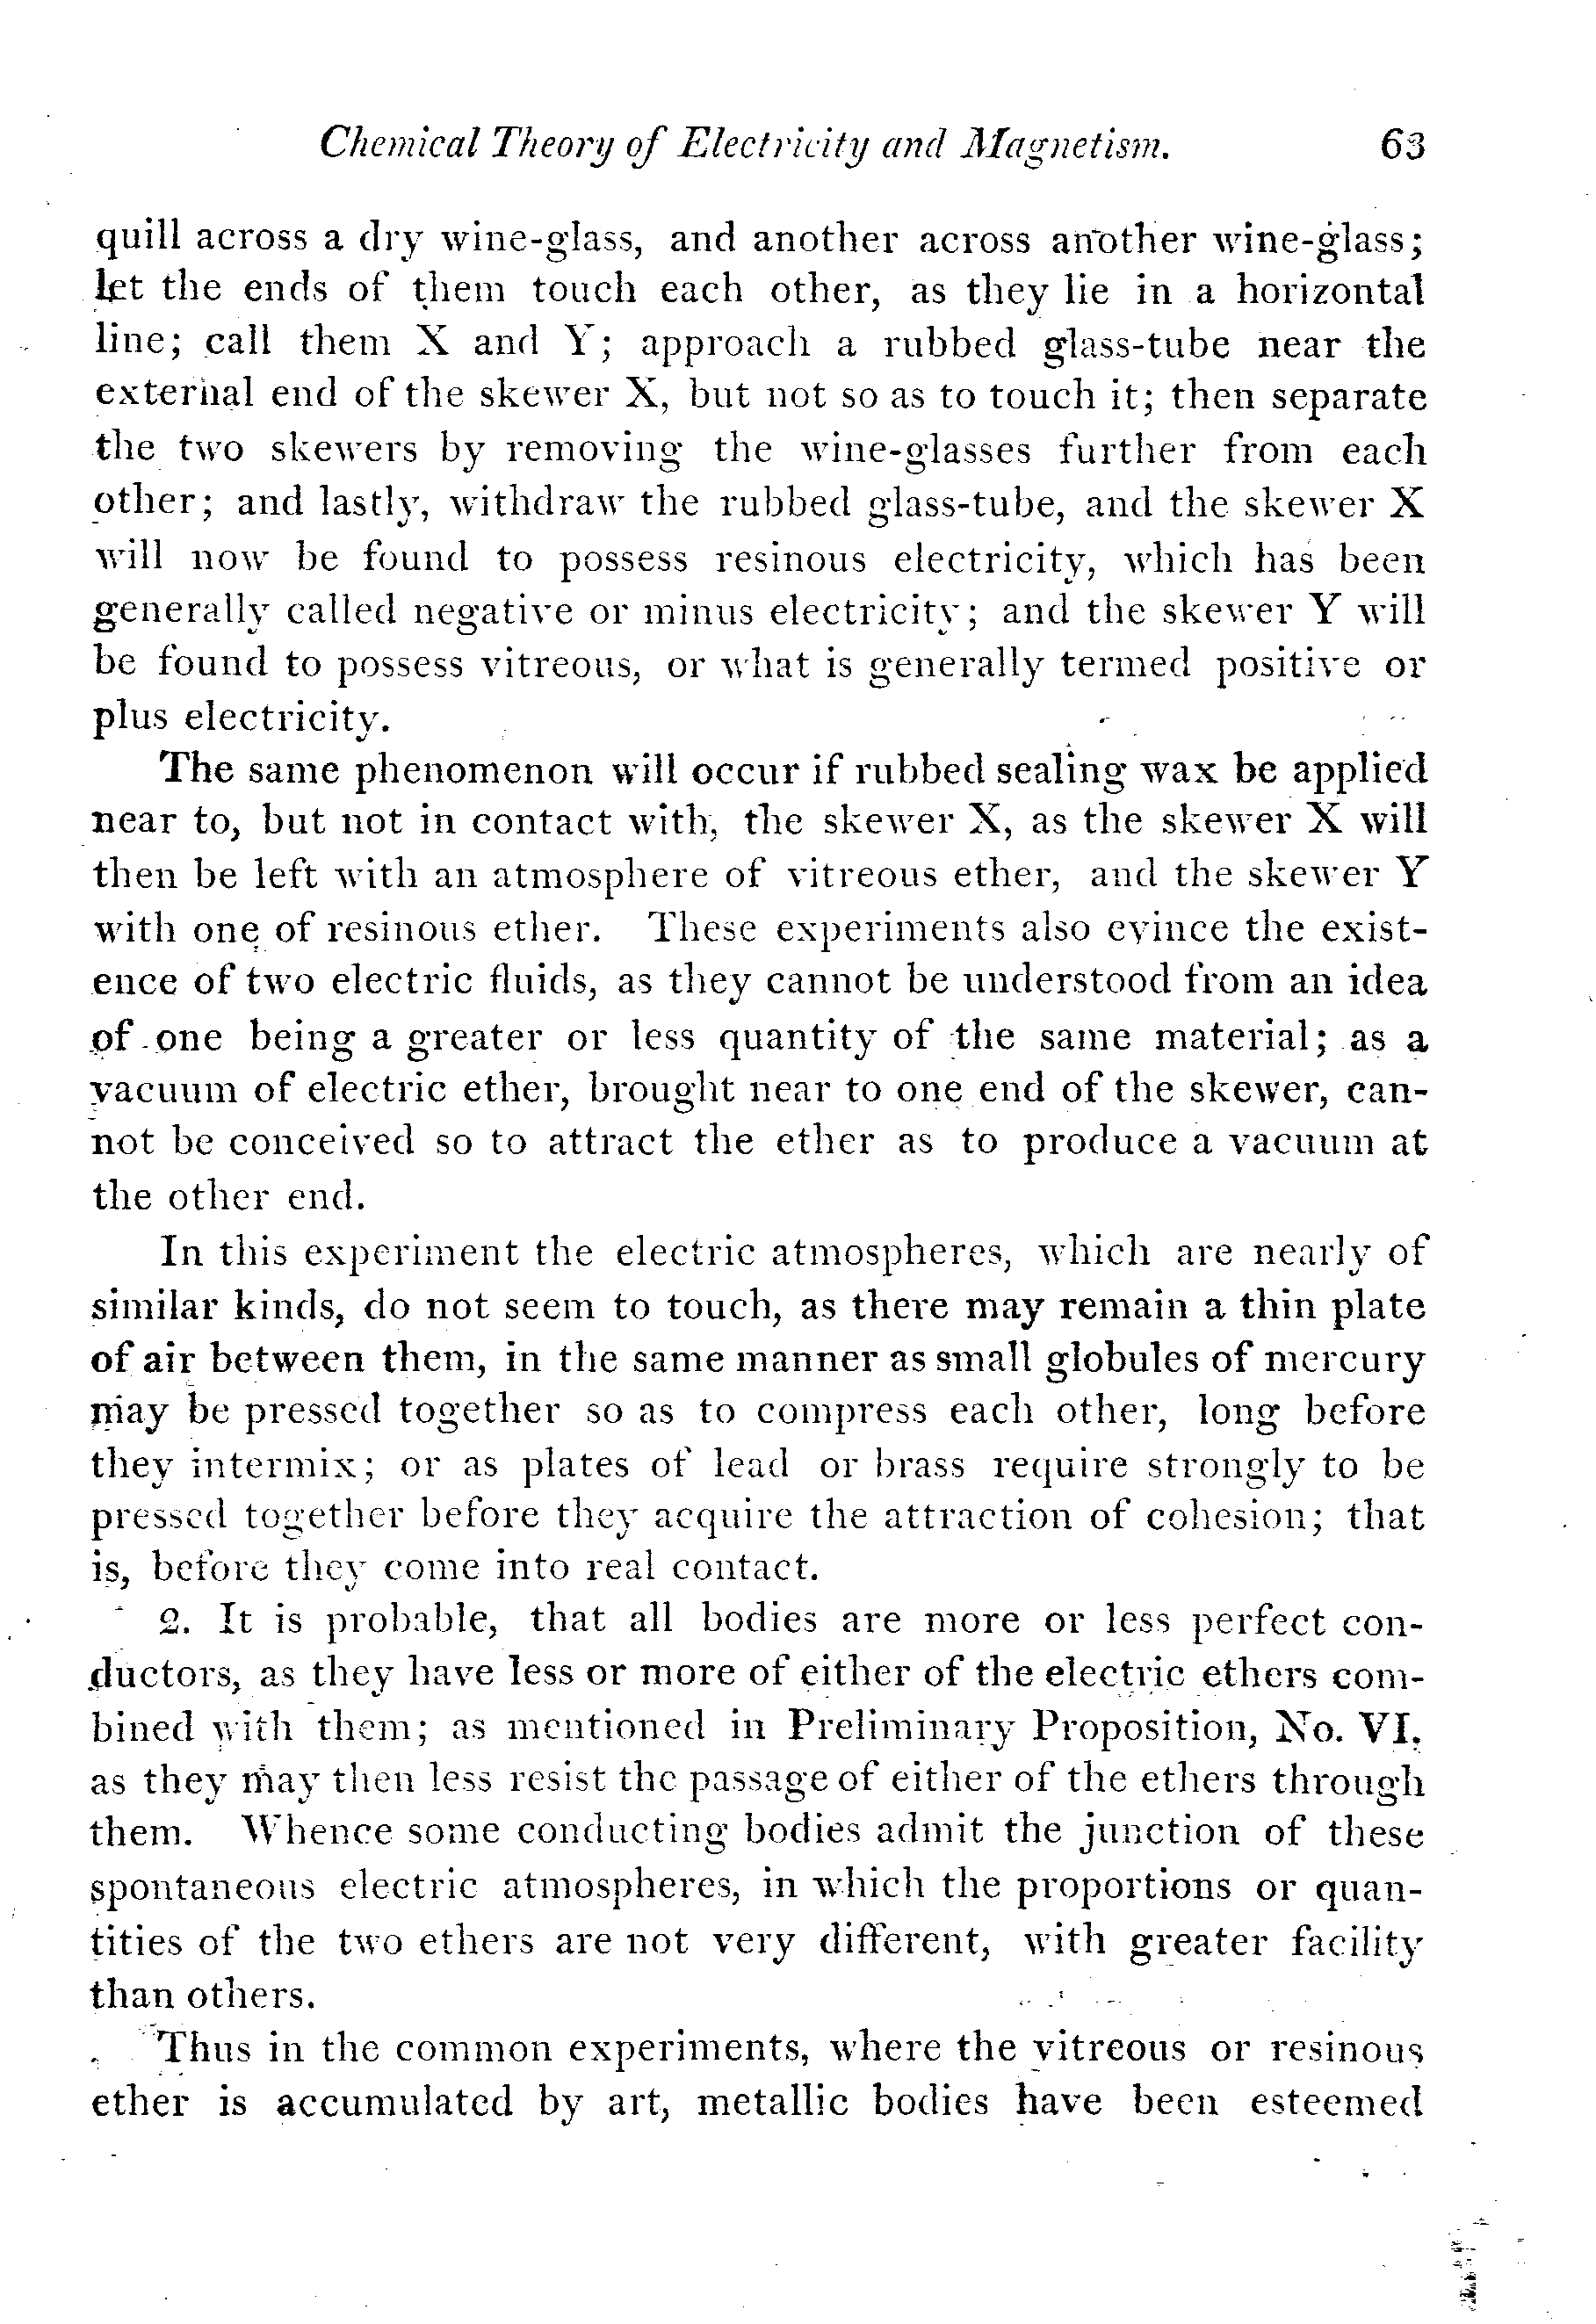 Chemical Theory of Electricity and Magnetism. 63
quill across a dry wine-glass, and another across another wine-glass;
let the ends of them touch each other, as they lie in a horizontal
line; call them X and Y; approach a rubbed glass-tube near the
external end of the skewer X, but not so as to touch it; then separate
the two skewers by removing the wine-glasses further from each
other; and lastly, withdraw the rubbed glass-tube, and the skewer X
will now be found to possess resinous electricity, which has been
generally called negative or minus electricity; and the skewer Y will
be found to possess vitreous, or what is generally termed positive or
plus electricity.
The same phenomenon will occur if rubbed sealing wax be applied
near to, but not in contact with, the skewer X, as the skewer X will
then be left with an atmosphere of vitreous ether, and the skewer Y
with one of resinous ether. These experiments also evince the exist-
ence of two electric fluids, as they cannot be understood from an idea
of one being a greater or less quantity of the same material; as a
vacuum of electric ether, brought near to one end of the skewer, can-
not be conceived so to attract the ether as to produce a vacuum at
the other end.
In this experiment the electric atmospheres, which are nearly of
similar kinds, do not seem to touch, as there may remain a thin plate
of air between them, in the same manner as small globules of mercury
may be pressed together so as to compress each other, long before
they intermix; or as plates of lead or brass require strongly to be
pressed together before they acquire the attraction of cohesion; that
is, before they come into real contact.
2. It is probable, that all bodies are more or less perfect con-
ductors, as they have less or more of either of the electric ethers com-
bined with them; as mentioned in Preliminary Proposition, No. VI.
as they may then less resist the passage of either of the ethers through
them. Whence some conducting bodies admit the junction of these
spontaneous electric atmospheres, in which the proportions or quan-
tities of the two ethers are not very different, with greater facility
than others.
Thus in the common experiments, where the vitreous or resinous
ether is accumulated by art, metallic bodies have been esteemed